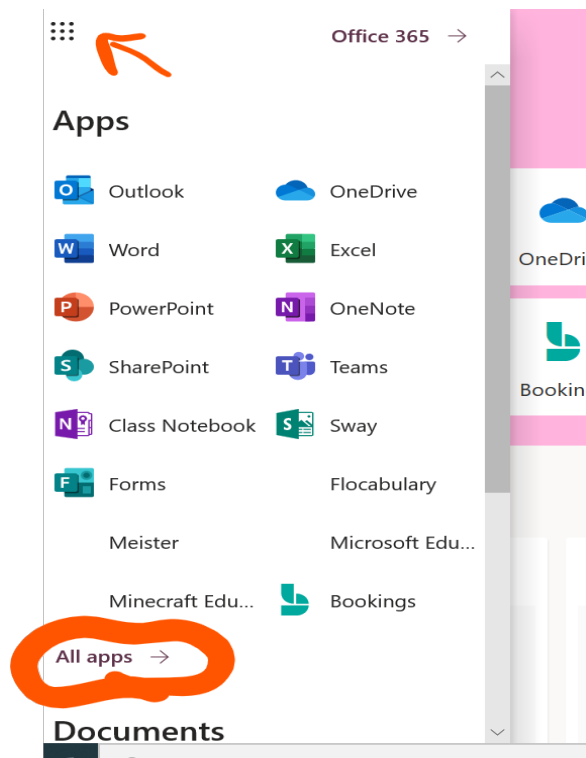 Office 365 →
Apps
Outlook OneDrive
Word Excel
PowerPoint OneNote
SharePoint Teams
Class Notebook Sway
Forms Flocabulary
Meister Microsoft Edu...
Minecraft Edu... Bookings
All apps →
Documents
OneDri
Bookin